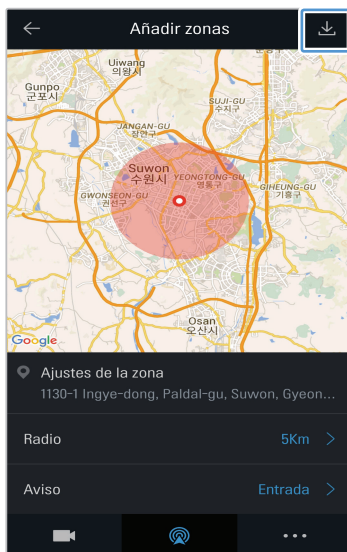 Añadir zonas
Uiwang
의왕시
Gunpo
군포시
SUJI-GU
수지구
JANGAN-GU
장안구
Suwon
수원시
YEONGTONG-GU
영통구
GWONSEON-GU
권선구
GIHEUNG-GU
기흥구
Osan
오산시
Google
Ajustes de la zona
1130-1 Ingye-dong, Paldal-gu, Suwon, Gyeon...
Radio 5Km >
Aviso Entrada >